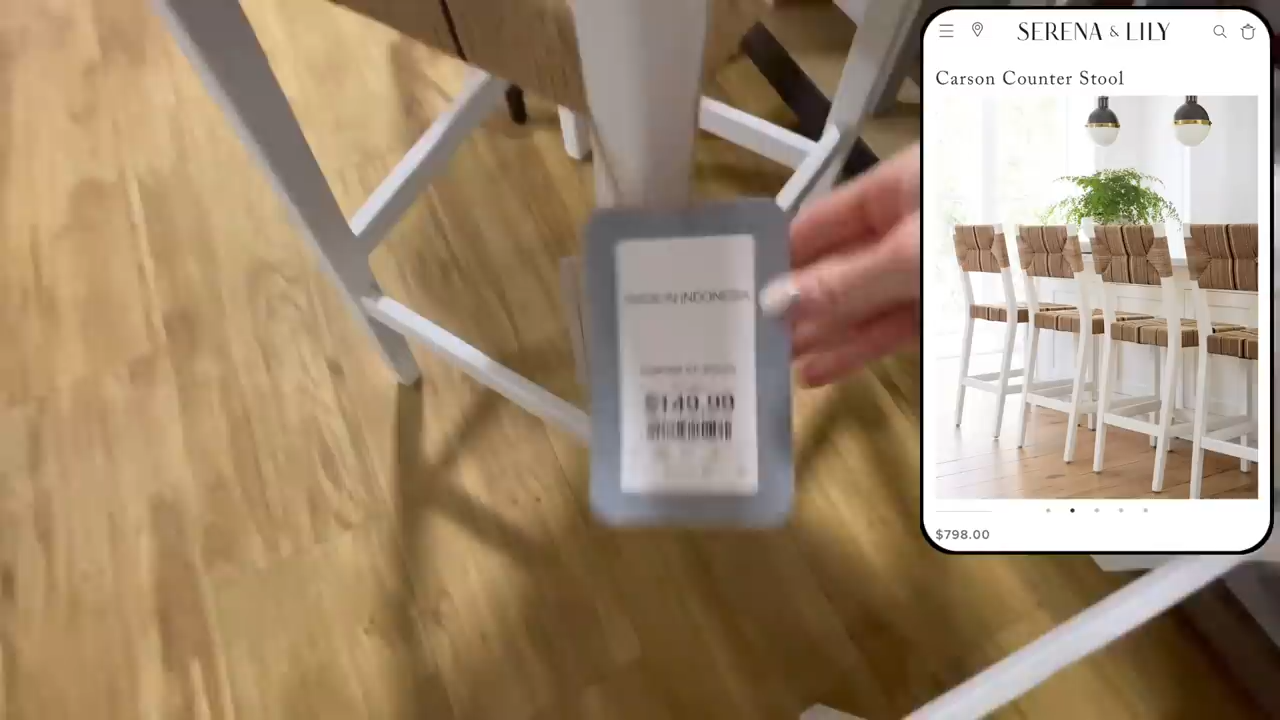 MADE IN INDONESIA
$149.99
SERENA & LILY
Carson Counter Stool
$798.00